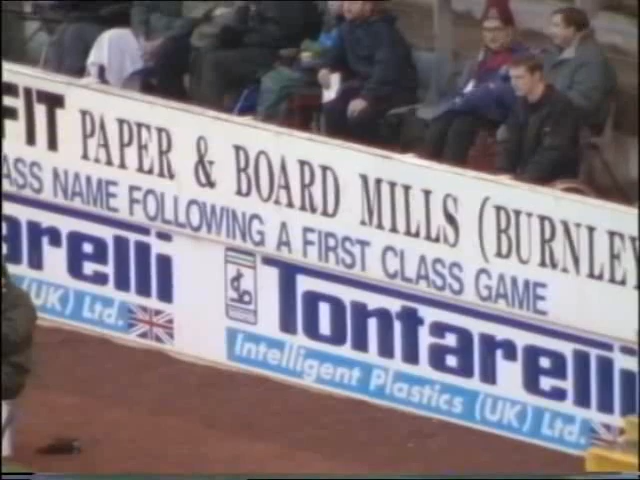 FIT PAPER & BOARD MILLS (BURNLEY
ASS NAME FOLLOWING A FIRST CLASS GAME
arelli Tontarelli
(UK) Ltd. Intelligent Plastics (UK) Ltd.